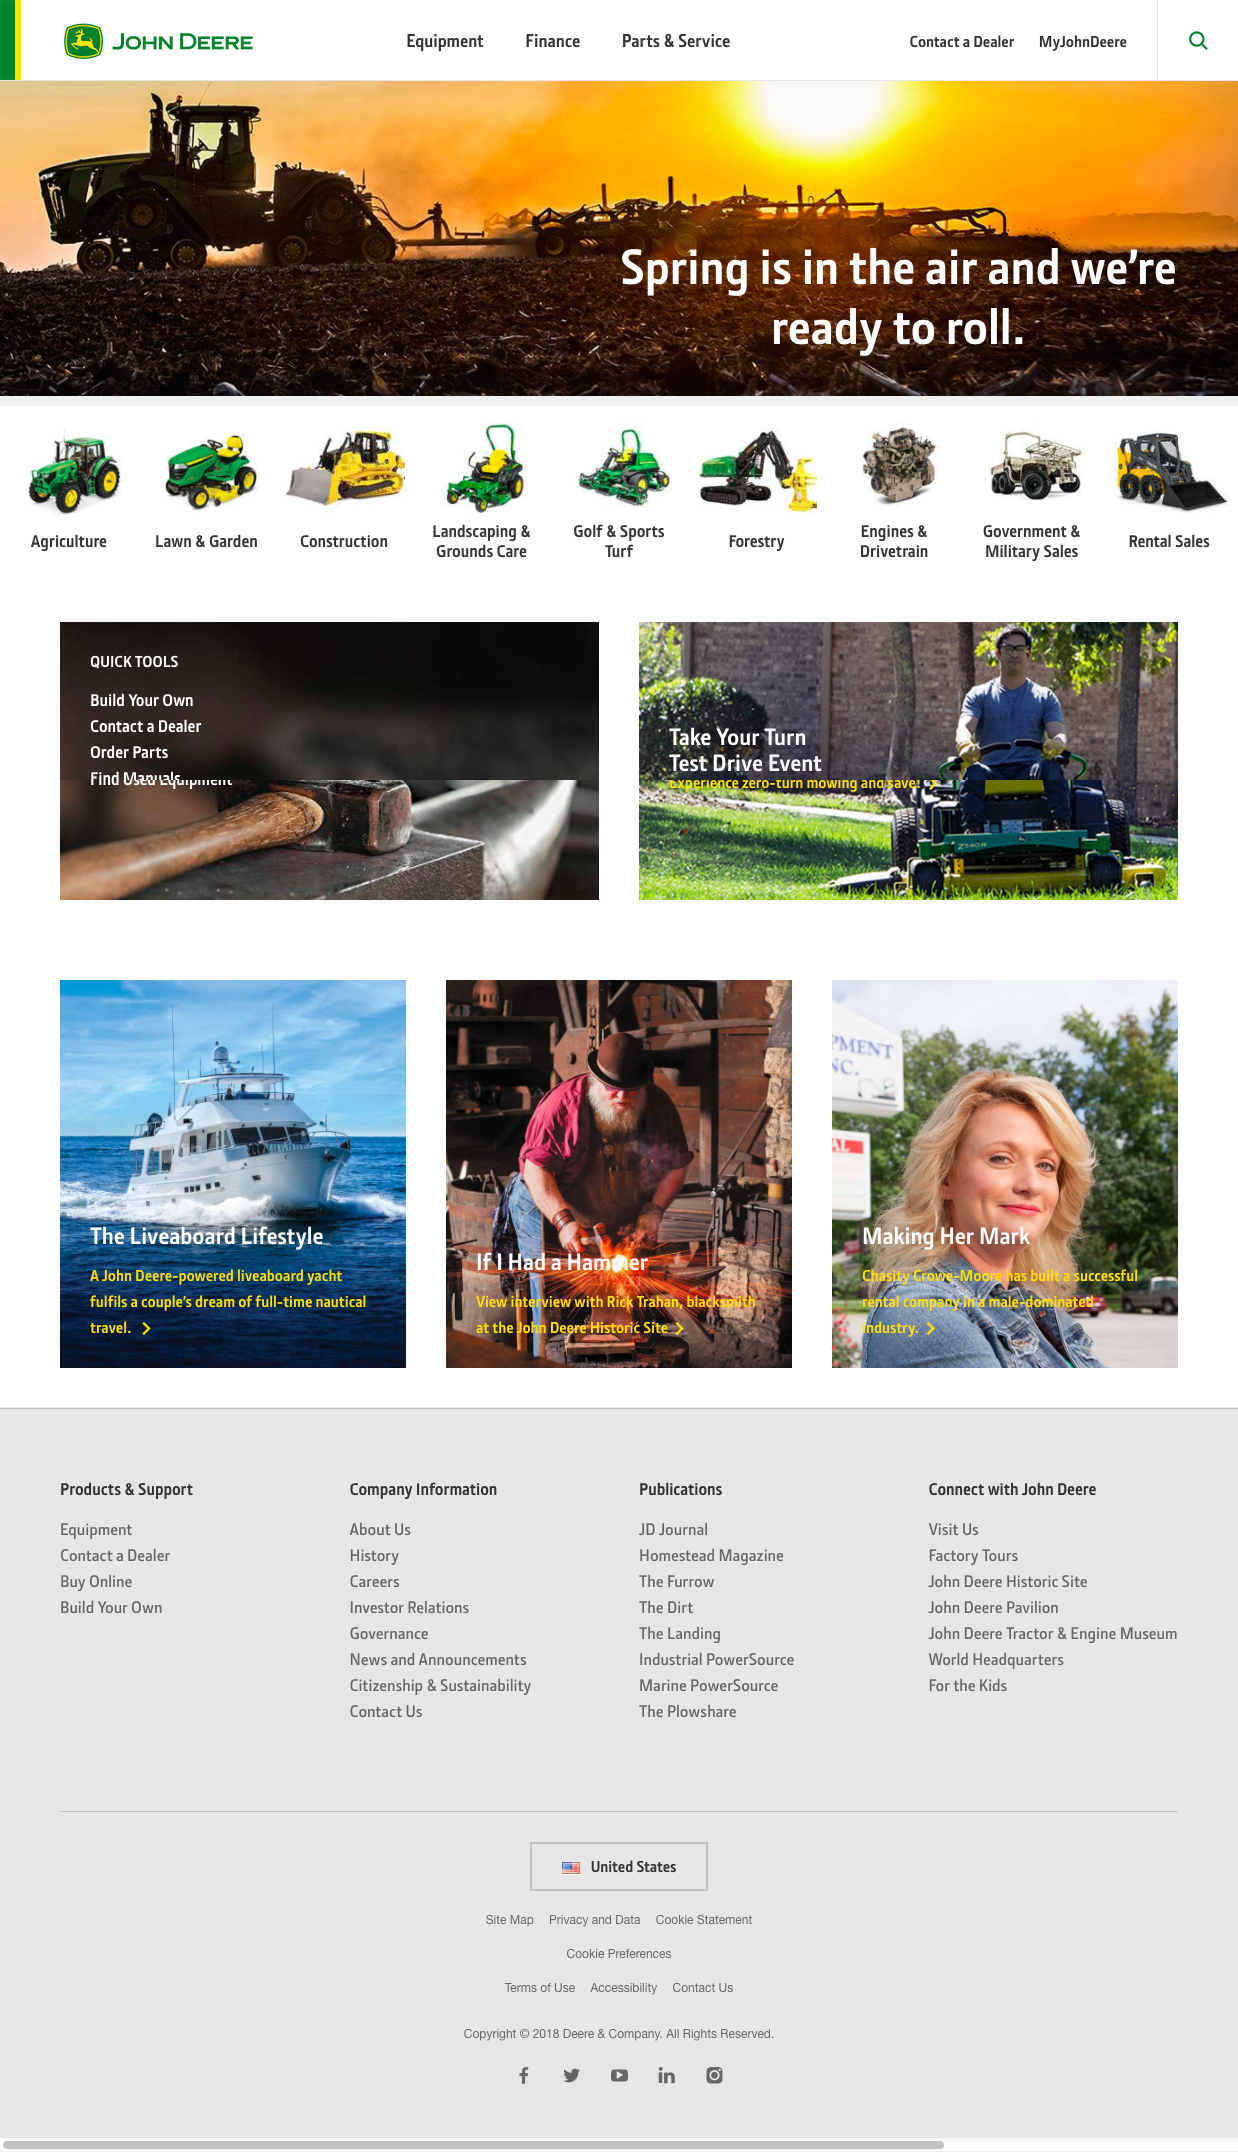 JOHN DEERE
Equipment
Finance
Parts & Service
Contact a Dealer
MyJohnDeere
Spring is in the air and we're
ready to roll.
Agriculture
Lawn & Garden
Construction
Landscaping &
Grounds Care
Golf & Sports
Turf
Forestry
Engines &
Drivetrain
Government &
Military Sales
Rental Sales
QUICK TOOLS
Build Your Own
Contact a Dealer
Order Parts
Find Manuals
Used Equipment
Take Your Turn
Test Drive Event
Experience zero-turn mowing and save!
Z540R
The Liveaboard Lifestyle
A John Deere-powered liveaboard yacht
fulfils a couple's dream of full-time nautical
travel.
If I Had a Hammer
View interview with Rick Trahan, blacksmith
at the John Deere Historic Site
PMENT
NC.
AL
Making Her Mark
Chasity Crowe-Moore has built a successful
rental company in a male-dominated
industry.
Products & Support
Equipment
Contact a Dealer
Buy Online
Build Your Own
Company Information
About Us
History
Careers
Investor Relations
Governance
News and Announcements
Citizenship & Sustainability
Contact Us
Publications
JD Journal
Homestead Magazine
The Furrow
The Dirt
The Landing
Industrial PowerSource
Marine PowerSource
The Plowshare
Connect with John Deere
Visit Us
Factory Tours
John Deere Historic Site
John Deere Pavilion
John Deere Tractor & Engine Museum
World Headquarters
For the Kids
United States
Site Map Privacy and Data Cookie Statement
Cookie Preferences
Terms of Use Accessibility Contact Us
Copyright © 2018 Deere & Company. All Rights Reserved.